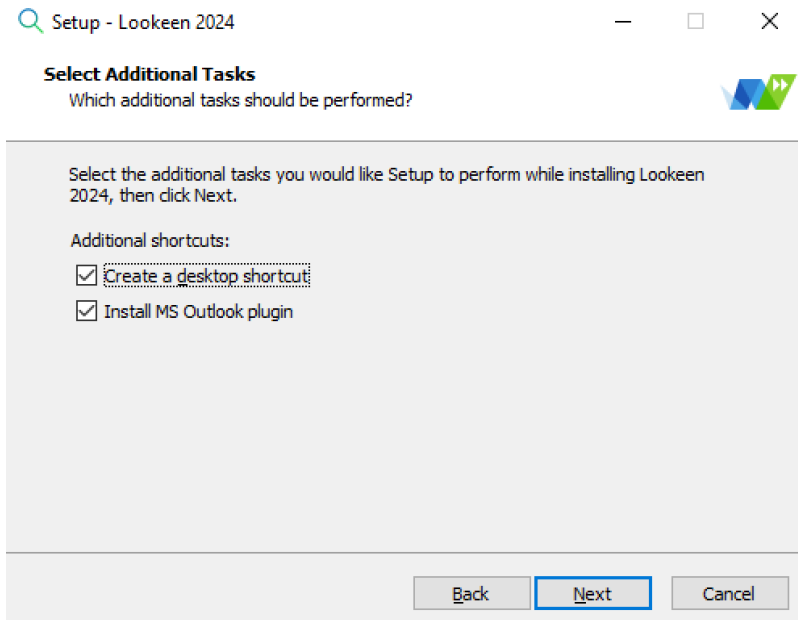 Setup - Lookeen 2024
Select Additional Tasks
Which additional tasks should be performed?
Select the additional tasks you would like Setup to perform while installing Lookeen
2024, then click Next.
Additional shortcuts:
Create a desktop shortcut
Install MS Outlook plugin
Back
Next
Cancel